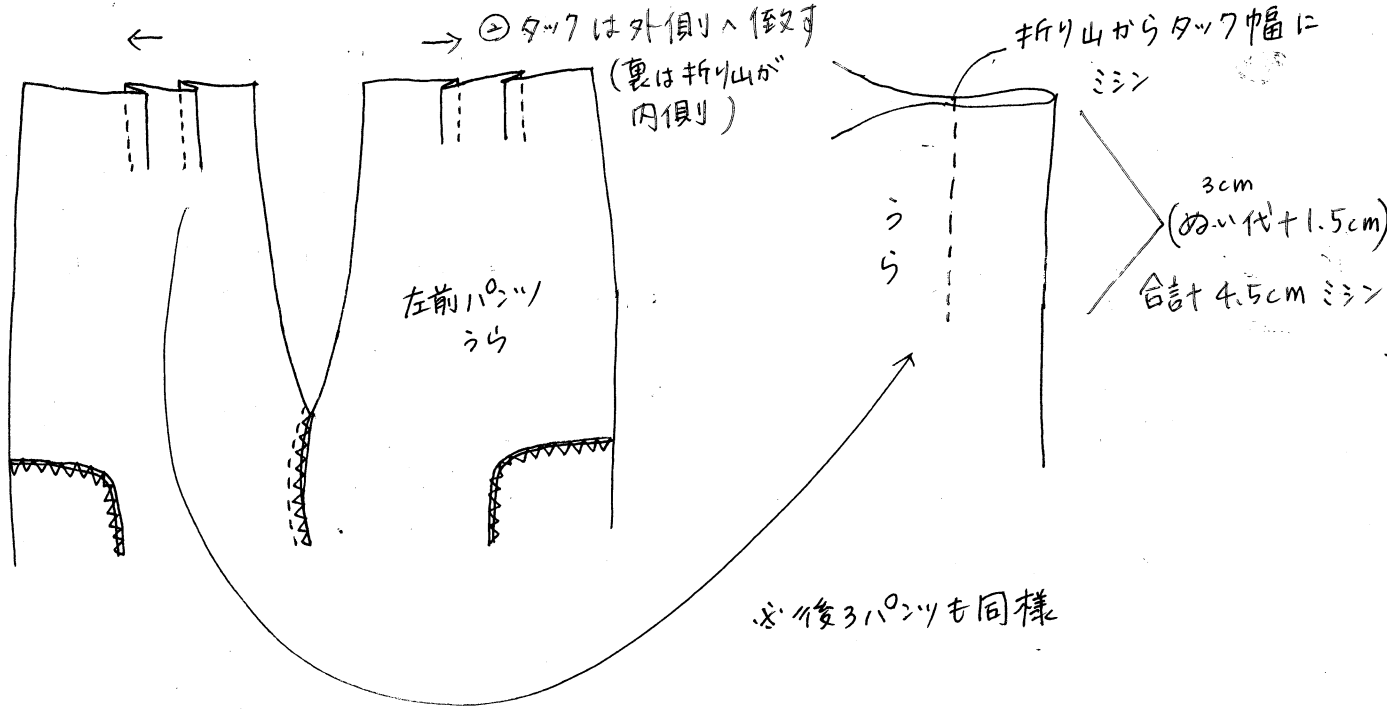 ②タックは外側へ倒す
(裏は折り山が
内側)
折り山からタック幅に
ミシン
左前パンツ
うら
うら
3cm
(ぬい代+1.5cm)
合計 4.5cm ミシン
※後ろパンツも同様